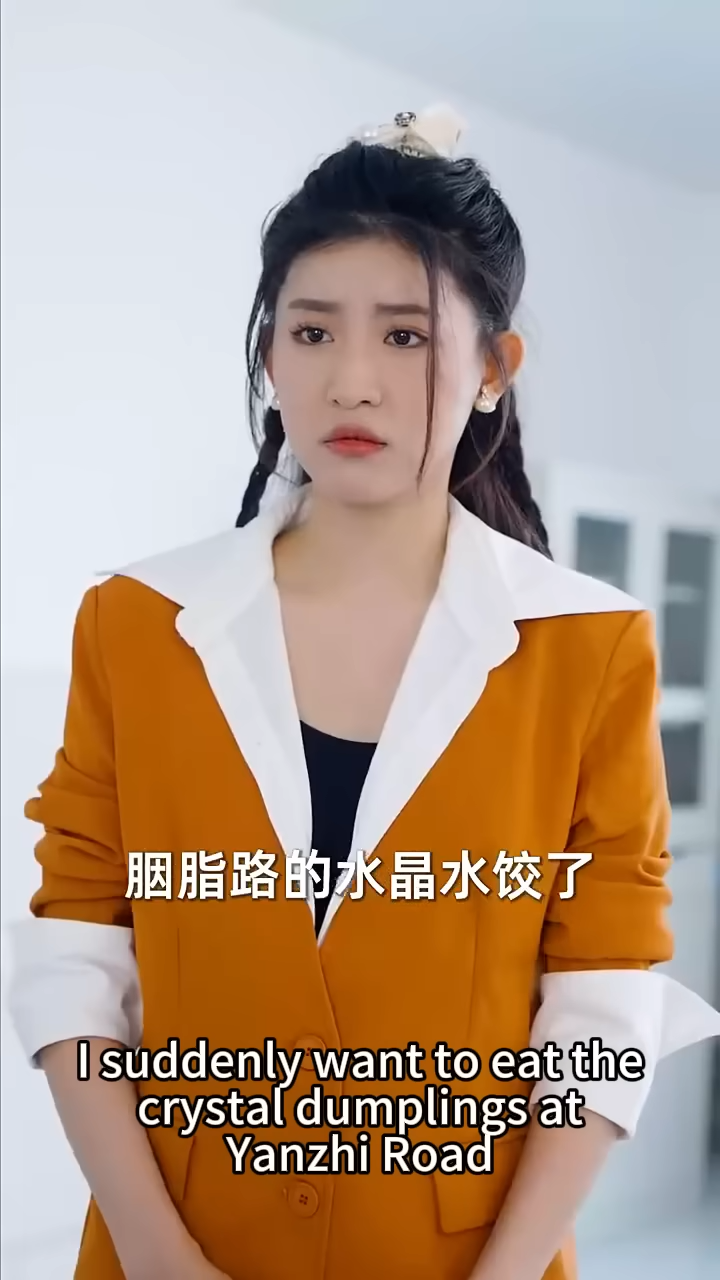 胭脂路的水晶水饺了
I suddenly want to eat the
crystal dumplings at
Yanzhi Road